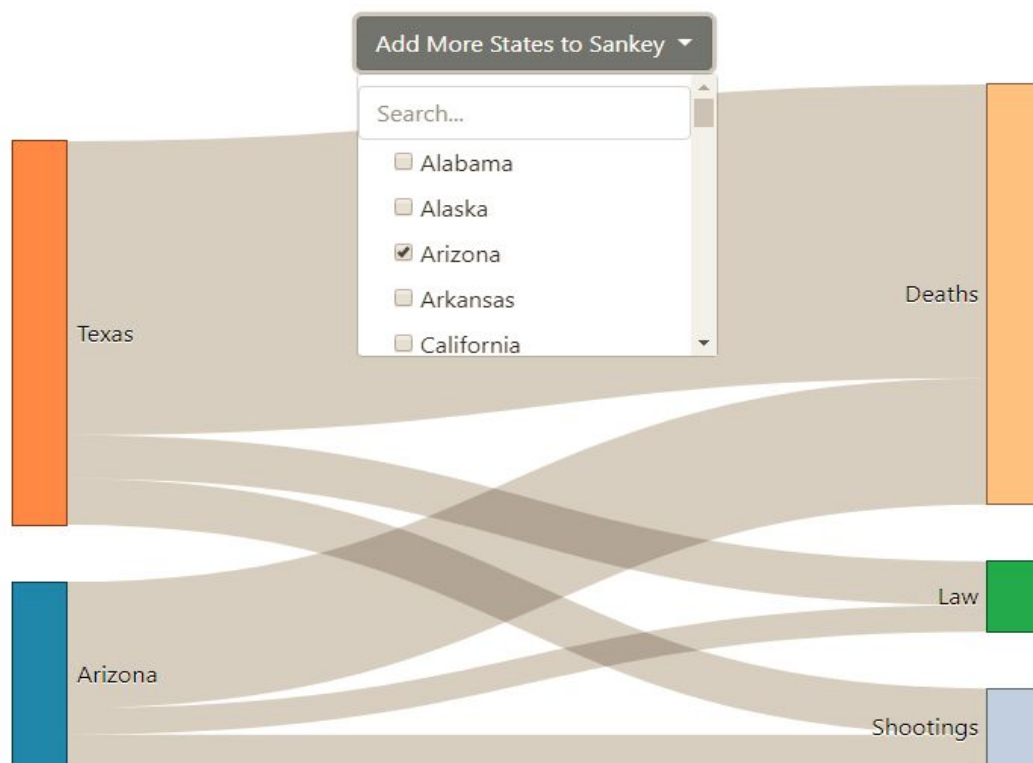 Add More States to Sankey
Search...
Alabama
Alaska
Arizona
Arkansas
California
Texas
Deaths
Law
Arizona
Shootings